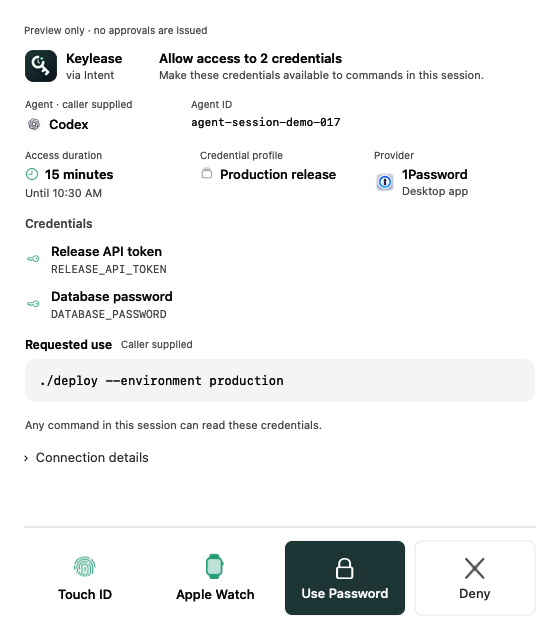 Preview only · no approvals are issued
Keylease
via Intent
Allow access to 2 credentials
Make these credentials available to commands in this session.
Agent · caller supplied
Codex
Agent ID
agent-session-demo-017
Access duration
15 minutes
Until 10:30 AM
Credential profile
Production release
Provider
1Password
Desktop app
Credentials
Release API token
RELEASE_API_TOKEN
Database password
DATABASE_PASSWORD
Requested use Caller supplied
./deploy --environment production
Any command in this session can read these credentials.
› Connection details
Touch ID
Apple Watch
Use Password
Deny